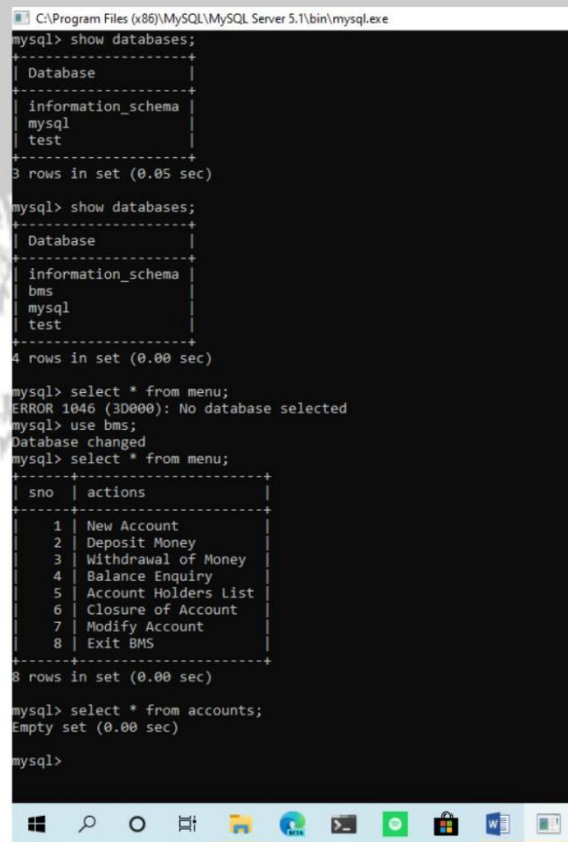 C:\Program Files (x86)\MySQL\MySQL Server 5.1\bin\mysql.exe
mysql> show databases;
+--------------------+
| Database           |
+--------------------+
| information_schema |
| mysql              |
| test               |
+--------------------+
3 rows in set (0.05 sec)
mysql> show databases;
+--------------------+
| Database           |
+--------------------+
| information_schema |
| bms                |
| mysql              |
| test               |
+--------------------+
4 rows in set (0.00 sec)
mysql> select * from menu;
ERROR 1046 (3D000): No database selected
mysql> use bms;
Database changed
mysql> select * from menu;
+------+----------------------+
| sno  | actions              |
+------+----------------------+
|    1 | New Account          |
|    2 | Deposit Money        |
|    3 | Withdrawal of Money  |
|    4 | Balance Enquiry      |
|    5 | Account Holders List |
|    6 | Closure of Account   |
|    7 | Modify Account       |
|    8 | Exit BMS             |
+------+----------------------+
8 rows in set (0.00 sec)
mysql> select * from accounts;
Empty set (0.00 sec)
mysql>
BETA
W